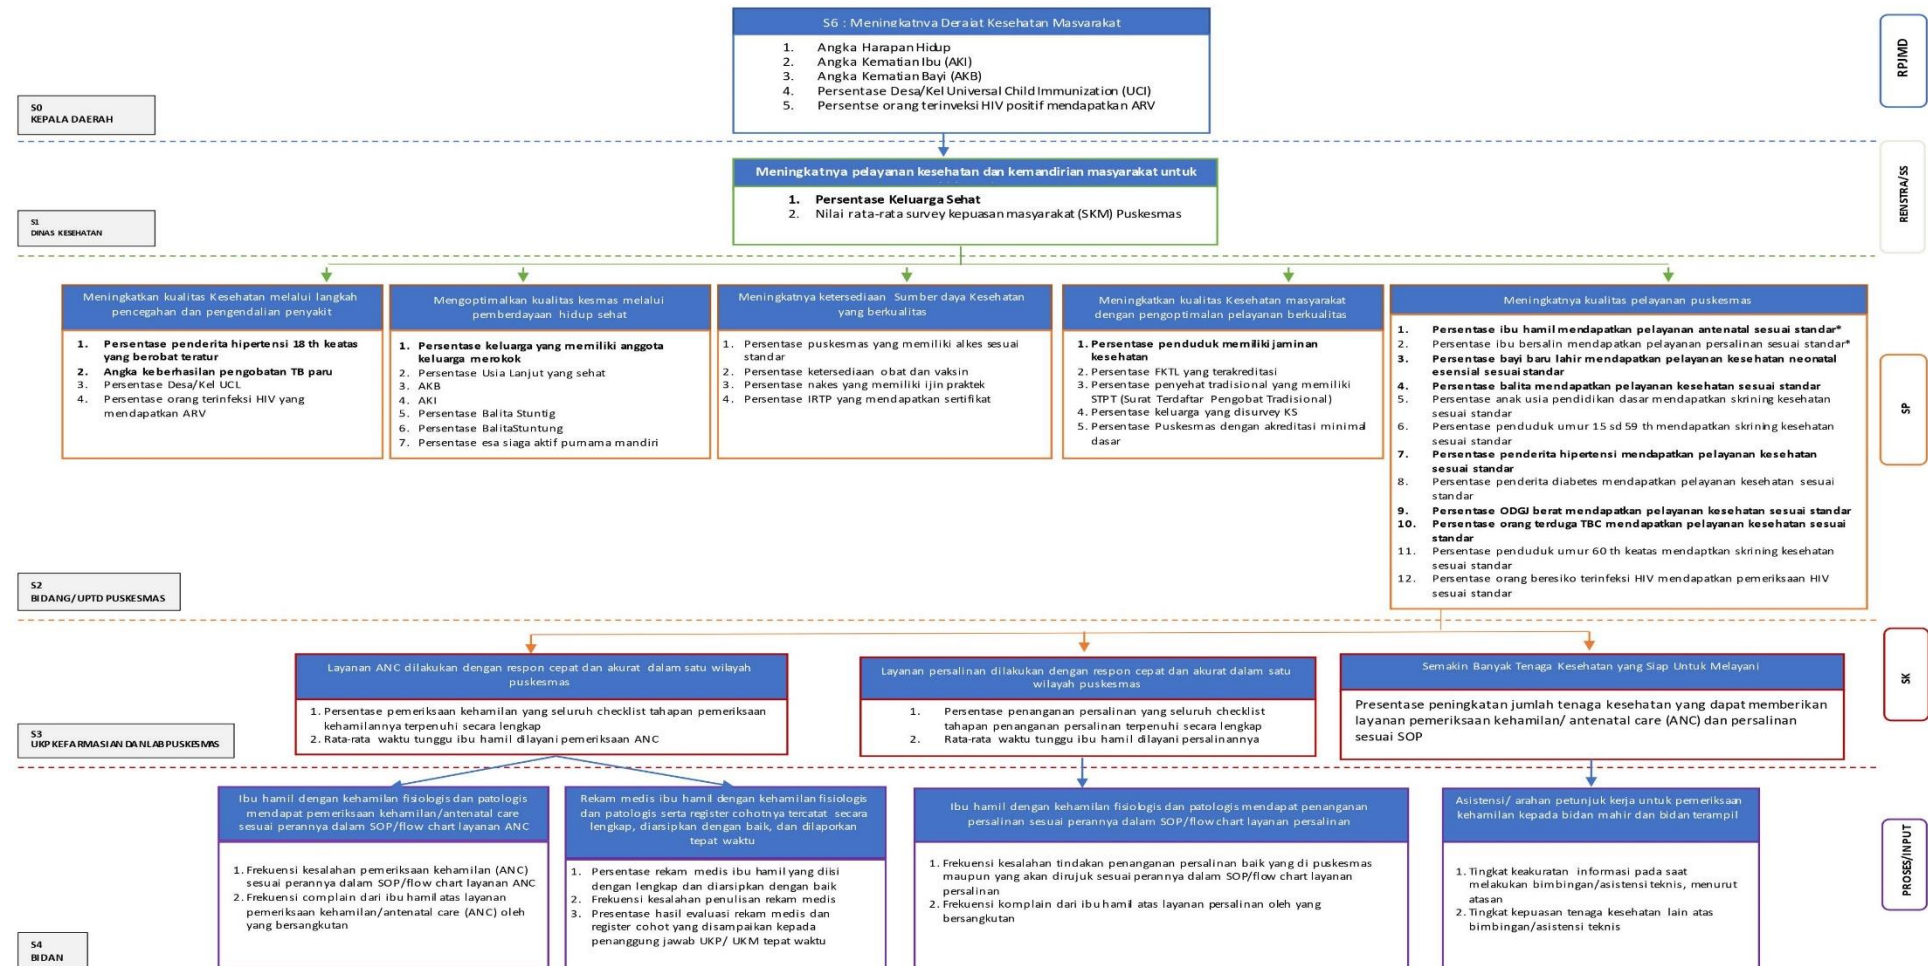 S6 : Meningkatnya Derajat Kesehatan Masyarakat
1. Angka Harapan Hidup
2. Angka Kematian Ibu (AKI)
3. Angka Kematian Bayi (AKB)
4. Persentase Desa/Kel Universal Child Immunization (UCI)
5. Persentse orang terinveksi HIV positif mendapatkan ARV
RPJMD
S0
KEPALA DAERAH
Meningkatnya pelayanan kesehatan dan kemandirian masyarakat untuk
1. Persentase Keluarga Sehat
2. Nilai rata-rata survey kepuasan masyarakat (SKM) Puskesmas
RENSTRA/SS
S1
DINAS KESEHATAN
Meningkatkan kualitas Kesehatan melalui langkah
pencegahan dan pengendalian penyakit
1. Persentase penderita hipertensi 18 th keatas
yang berobat teratur
2. Angka keberhasilan pengobatan TB paru
3. Persentase Desa/Kel UCL
4. Persentase orang terinfeksi HIV yang
mendapatkan ARV
Mengoptimalkan kualitas kesmas melalui
pemberdayaan hidup sehat
1. Persentase keluarga yang memiliki anggota
keluarga merokok
2. Persentase Usia Lanjut yang sehat
3. AKB
4. AKI
5. Persentase Balita Stuntig
6. Persentase BalitaStuntung
7. Persentase esa siaga aktif purnama mandiri
Meningkatnya ketersediaan Sumber daya Kesehatan
yang berkualitas
1. Persentase puskesmas yang memiliki alkes sesuai
standar
2. Persentase ketersediaan obat dan vaksin
3. Persentase nakes yang memiliki ijin praktek
4. Persentase IRTP yang mendapatkan sertifikat
Meningkatkan kualitas Kesehatan masyarakat
dengan pengoptimalan pelayanan berkualitas
1. Persentase penduduk memiliki jaminan
kesehatan
2. Persentase FKTL yang terakreditasi
3. Persentase penyehat tradisional yang memiliki
STPT (Surat Terdaftar Pengobat Tradisional)
4. Persentase keluarga yang disurvey KS
5. Persentase Puskesmas dengan akreditasi minimal
dasar
Meningkatnya kualitas pelayanan puskesmas
1. Persentase ibu hamil mendapatkan pelayanan antenatal sesuai standar*
2. Persentase ibu bersalin mendapatkan pelayanan persalinan sesuai standar*
3. Persentase bayi baru lahir mendapatkan pelayanan kesehatan neonatal
esensial sesuai standar
4. Persentase balita mendapatkan pelayanan kesehatan sesuai standar
5. Persentase anak usia pendidikan dasar mendapatkan skrining kesehatan
sesuai standar
6. Persentase penduduk umur 15 sd 59 th mendapatkan skrining kesehatan
sesuai standar
7. Persentase penderita hipertensi mendapatkan pelayanan kesehatan
sesuai standar
8. Persentase penderita diabetes mendapatkan pelayanan kesehatan sesuai
standar
9. Persentase ODGJ berat mendapatkan pelayanan kesehatan sesuai standar
10. Persentase orang terduga TBC mendapatkan pelayanan kesehatan sesuai
standar
11. Persentase penduduk umur 60 th keatas mendaptkan skrining kesehatan
sesuai standar
12. Persentase orang beresiko terinfeksi HIV mendapatkan pemeriksaan HIV
sesuai standar
SP
S2
BIDANG/UPTD PUSKESMAS
Layanan ANC dilakukan dengan respon cepat dan akurat dalam satu wilayah
puskesmas
1. Persentase pemeriksaan kehamilan yang seluruh checklist tahapan pemeriksaan
kehamilannya terpenuhi secara lengkap
2. Rata-rata waktu tunggu ibu hamil dilayani pemeriksaan ANC
Layanan persalinan dilakukan dengan respon cepat dan akurat dalam satu
wilayah puskesmas
1. Persentase penanganan persalinan yang seluruh checklist
tahapan penanganan persalinan terpenuhi secara lengkap
2. Rata-rata waktu tunggu ibu hamil dilayani persalinannya
Semakin Banyak Tenaga Kesehatan yang Siap Untuk Melayani
Presentase peningkatan jumlah tenaga kesehatan yang dapat memberikan
layanan pemeriksaan kehamilan/ antenatal care (ANC) dan persalinan
sesuai SOP
SK
S3
UKP KEFARMASIAN DAN LAB PUSKESMAS
Ibu hamil dengan kehamilan fisiologis dan patologis
mendapat pemeriksaan kehamilan/antenatal care
sesuai perannya dalam SOP/flow chart layanan ANC
1. Frekuensi kesalahan pemeriksaan kehamilan (ANC)
sesuai perannya dalam SOP/flow chart layanan ANC
2. Frekuensi complain dari ibu hamil atas layanan
pemeriksaan kehamilan/antenatal care (ANC) oleh
yang bersangkutan
Rekam medis ibu hamil dengan kehamilan fisiologis
dan patologis serta register cohotnya tercatat secara
lengkap, diarsipkan dengan baik, dan dilaporkan
tepat waktu
1. Persentase rekam medis ibu hamil yang diisi
dengan lengkap dan diarsipkan dengan baik
2. Frekuensi kesalahan penulisan rekam medis
3. Presentase hasil evaluasi rekam medis dan
register cohot yang disampaikan kepada
penanggung jawab UKP/ UKM tepat waktu
Ibu hamil dengan kehamilan fisiologis dan patologis mendapat penanganan
persalinan sesuai perannya dalam SOP/flow chart layanan persalinan
1. Frekuensi kesalahan tindakan penanganan persalinan baik yang di puskesmas
maupun yang akan dirujuk sesuai perannya dalam SOP/flow chart layanan
persalinan
2. Frekuensi komplain dari ibu hamil atas layanan persalinan oleh yang
bersangkutan
Asistensi/ arahan petunjuk kerja untuk pemeriksaan
kehamilan kepada bidan mahir dan bidan terampil
1. Tingkat keakuratan informasi pada saat
melakukan bimbingan/asistensi teknis, menurut
atasan
2. Tingkat kepuasan tenaga kesehatan lain atas
bimbingan/asistensi teknis
PROSES/INPUT
S4
BIDAN